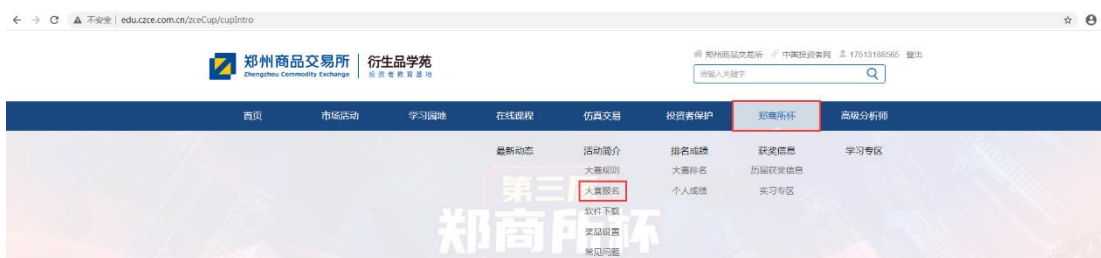 不安全 | edu.czce.com.cn/zceCup/cupIntro
郑州商品交易所 中国投资者网 17513188565 登出
郑州商品交易所 衍生品学苑
Zhengzhou Commodity Exchange 投资者教育基地
请输入关键字
首页 市场活动 学习园地 在线课程 仿真交易 投资者保护 郑商所杯 高级分析师
最新动态 活动简介 排名成绩 获奖信息 学习专区
大赛规则 大赛排名 历届获奖信息
大赛报名 个人成绩 实习专区
软件下载
奖品设置
常见问题
第三届
郑商所杯